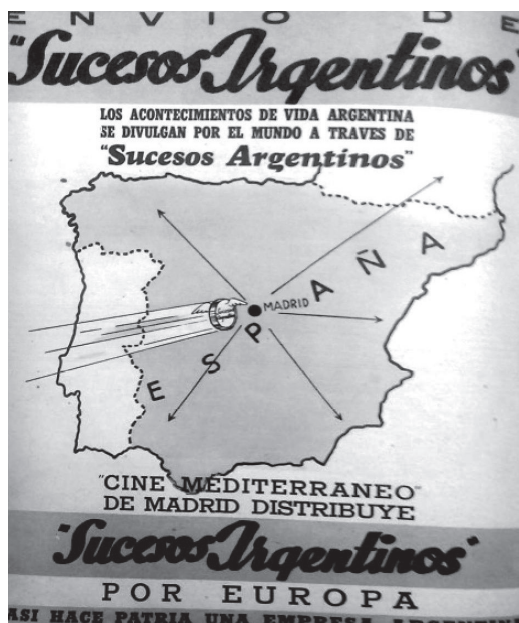 ENVIO DE
"Sucesos Argentinos"
LOS ACONTECIMIENTOS DE VIDA ARGENTINA
SE DIVULGAN POR EL MUNDO A TRAVES DE
"Sucesos Argentinos"
MADRID
ESPAÑA
"CINE MEDITERRANEO"
DE MADRID DISTRIBUYE
"Sucesos Argentinos"
POR EUROPA
ASI HACE PATRIA UNA EMPRESA ARGENTINA